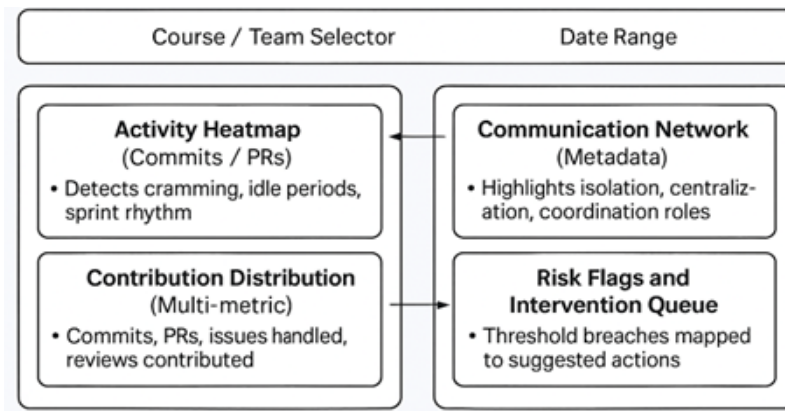 Course / Team Selector
Date Range
Activity Heatmap
(Commits / PRs)
• Detects cramming, idle periods,
sprint rhythm
Communication Network
(Metadata)
• Highlights isolation, centraliz-
ation, coordination roles
Contribution Distribution
(Multi-metric)
• Commits, PRs, issues handled,
reviews contributed
Risk Flags and
Intervention Queue
• Threshold breaches mapped
to suggested actions